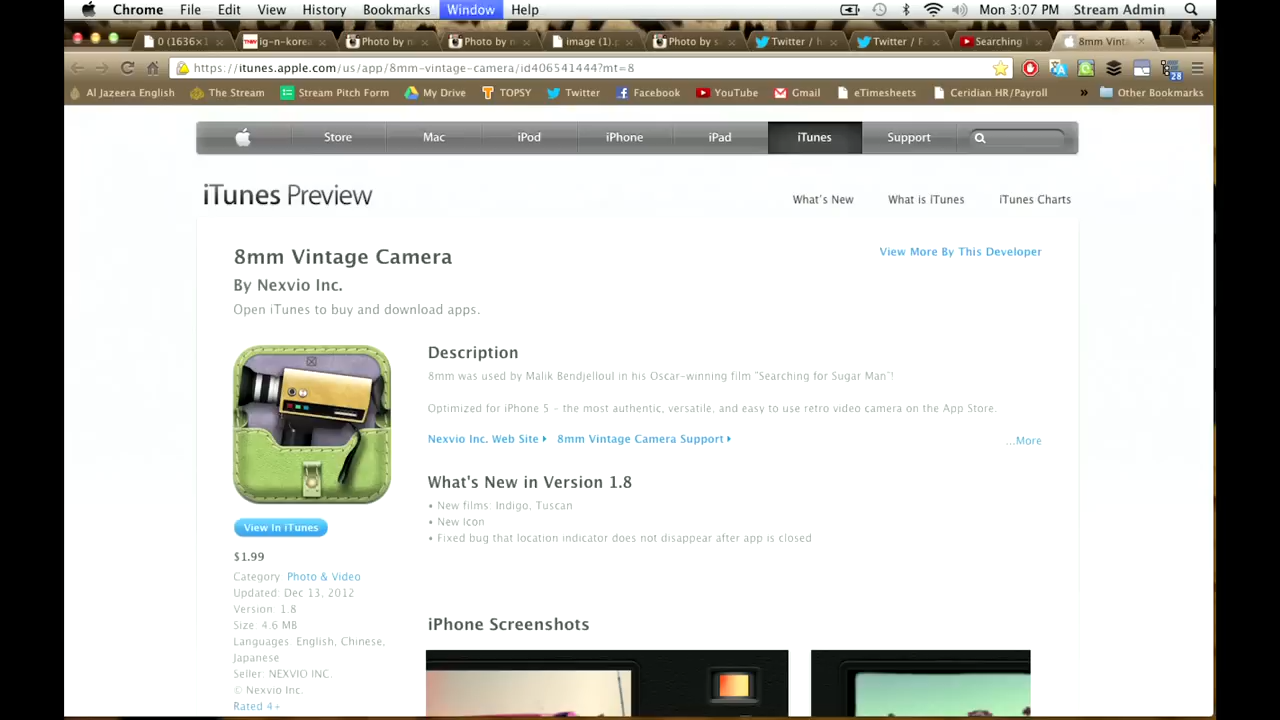 Chrome File Edit View History Bookmarks Window Help Mon 3:07 PM Stream Admin
0 (1636×1 ig-n-kore Photo by n Photo by n image (1).p Photo by s Twitter / h Twitter / F Searching 8mm Vinta
https://itunes.apple.com/us/app/8mm-vintage-camera/id406541444?mt=8
28
Al Jazeera English The Stream Stream Pitch Form My Drive TOPSY Twitter Facebook YouTube Gmail eTimesheets Ceridian HR/Payroll » Other Bookmarks
Store Mac iPod iPhone iPad iTunes Support
iTunes Preview
What's New What is iTunes iTunes Charts
8mm Vintage Camera
View More By This Developer
By Nexvio Inc.
Open iTunes to buy and download apps.
Description
8mm was used by Malik Bendjelloul in his Oscar-winning film "Searching for Sugar Man"!
Optimized for iPhone 5 - the most authentic, versatile, and easy to use retro video camera on the App Store.
Nexvio Inc. Web Site 8mm Vintage Camera Support ...More
What's New in Version 1.8
• New films: Indigo, Tuscan
• New Icon
• Fixed bug that location indicator does not disappear after app is closed
View In iTunes
$1.99
Category: Photo & Video
Updated: Dec 13, 2012
Version: 1.8
Size: 4.6 MB
Languages: English, Chinese,
Japanese
Seller: NEXVIO INC.
© Nexvio Inc.
Rated 4+
iPhone Screenshots